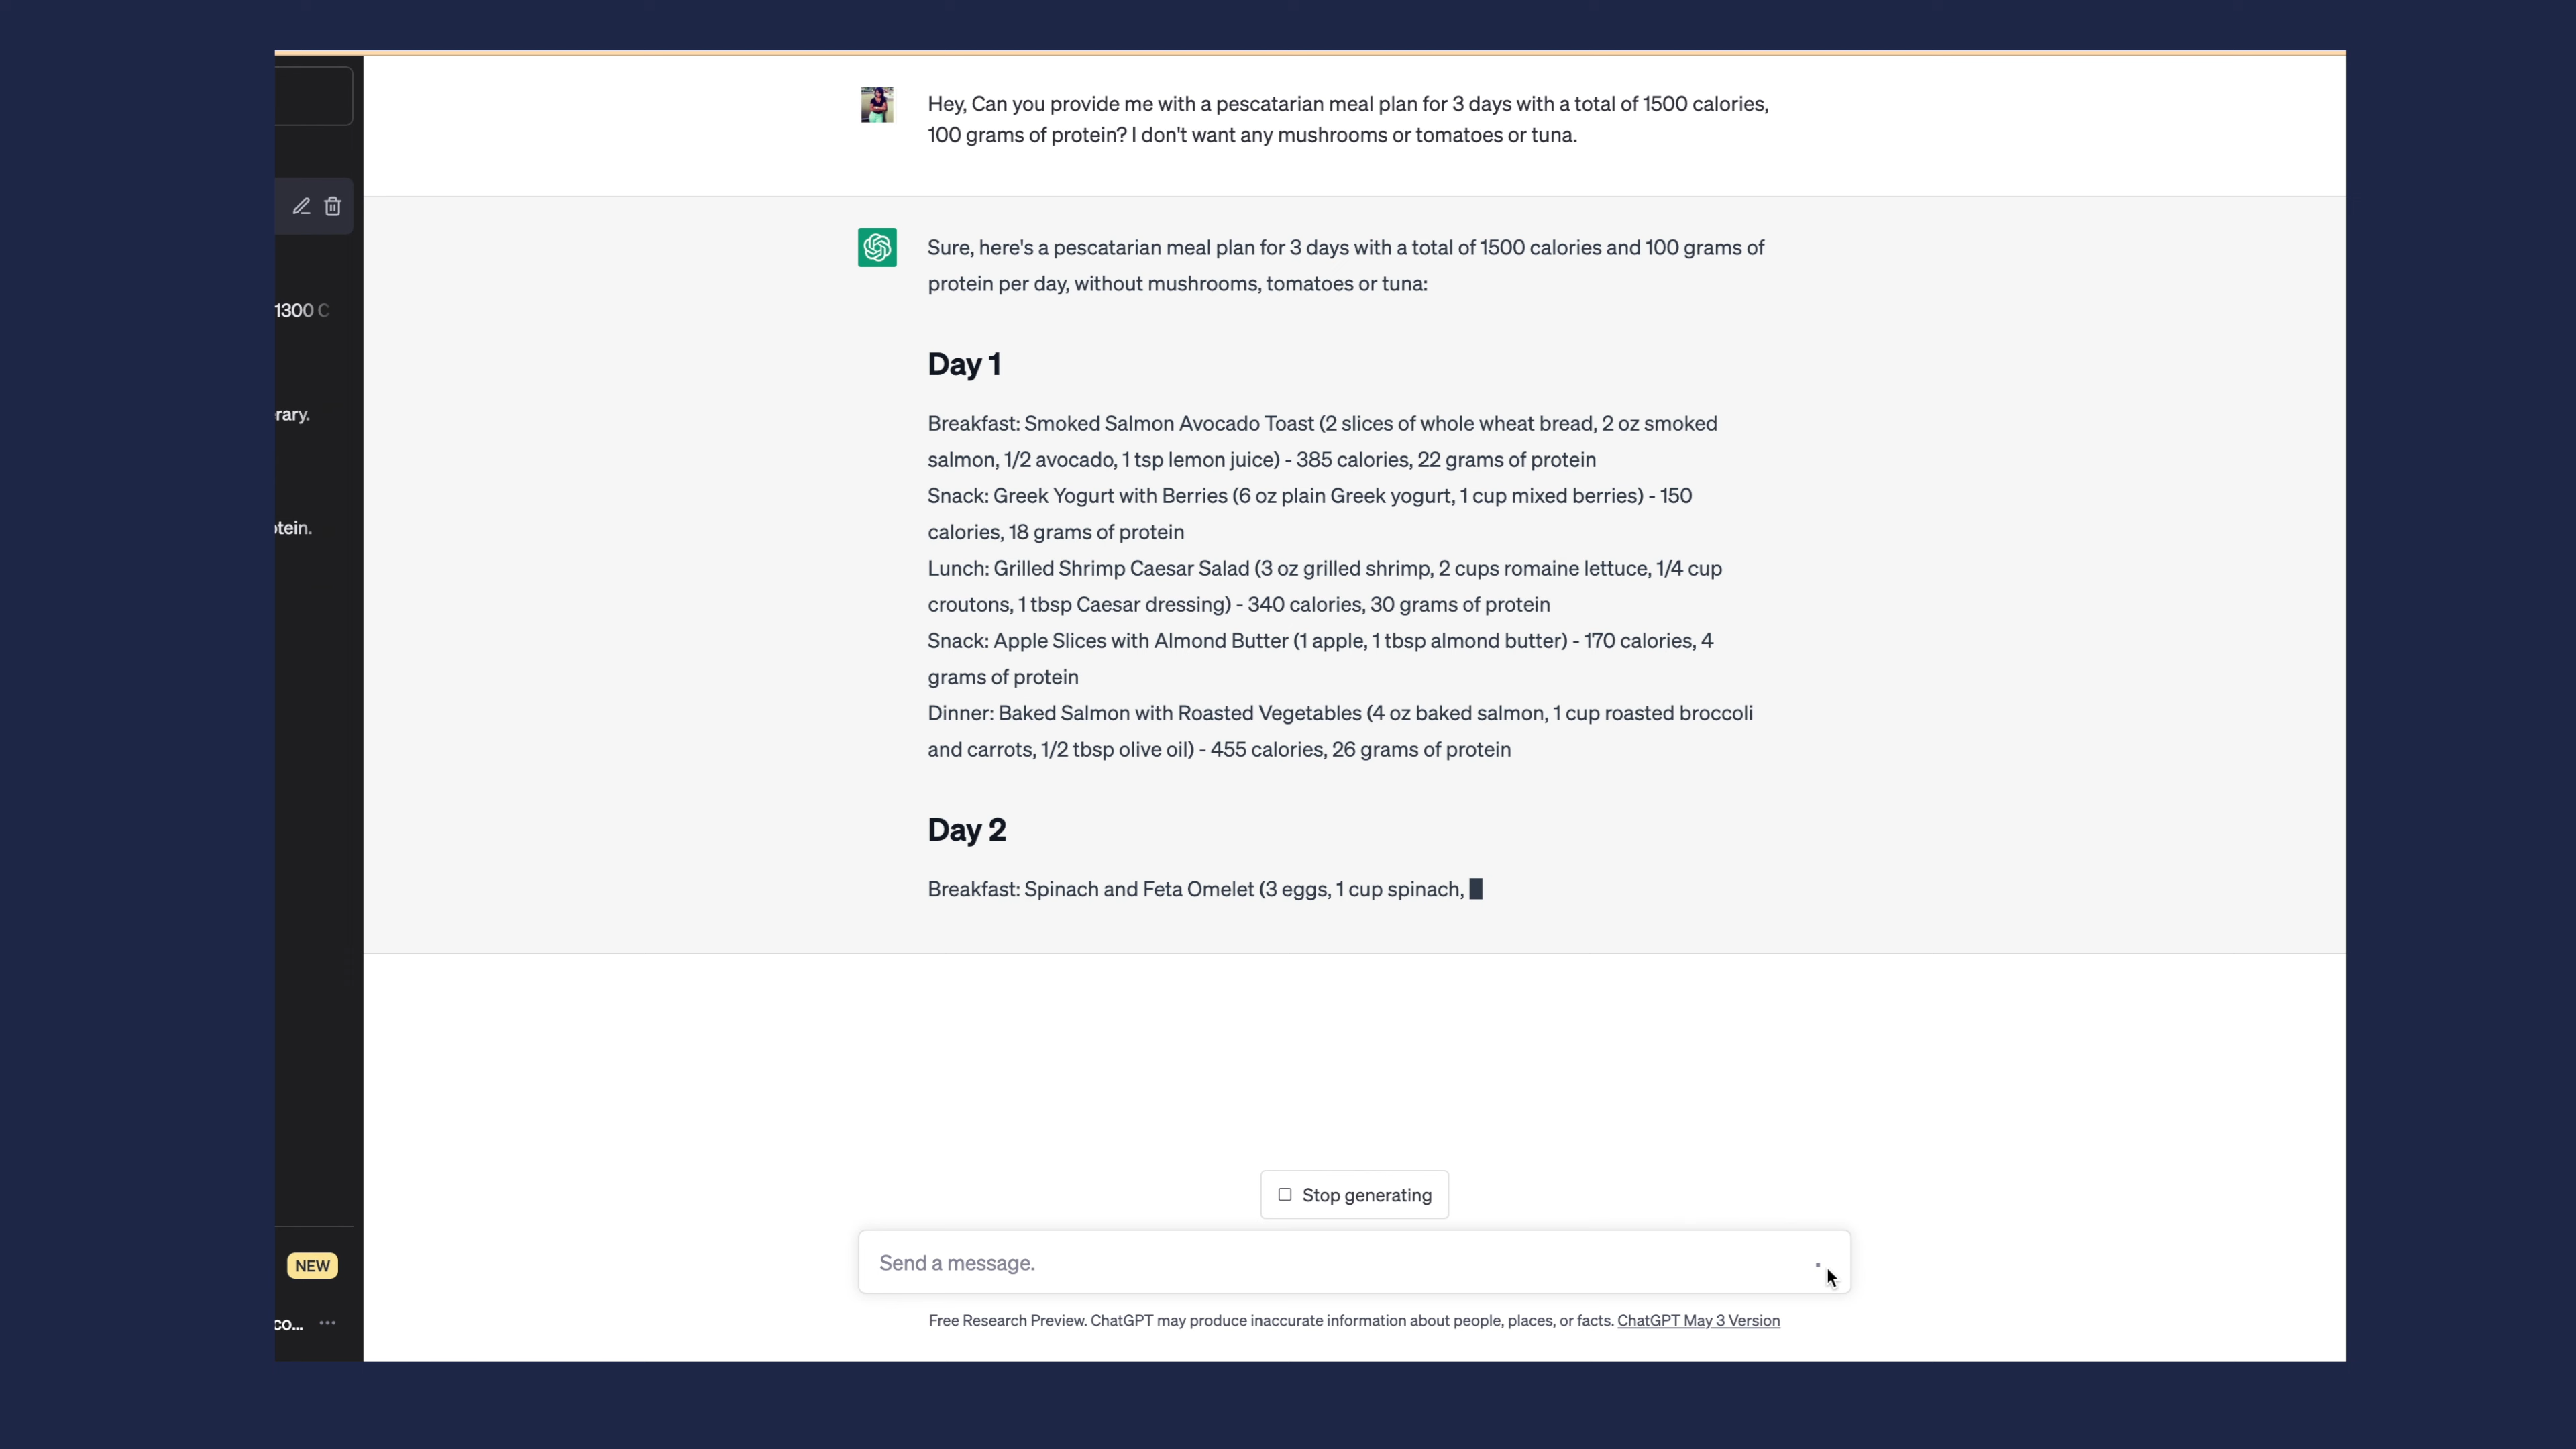 Hey, Can you provide me with a pescatarian meal plan for 3 days with a total of 1500 calories,
100 grams of protein? I don't want any mushrooms or tomatoes or tuna.
Sure, here's a pescatarian meal plan for 3 days with a total of 1500 calories and 100 grams of
protein per day, without mushrooms, tomatoes or tuna:
1300 C
rary.
tein.
Day 1
Breakfast: Smoked Salmon Avocado Toast (2 slices of whole wheat bread, 2 oz smoked
salmon, 1/2 avocado, 1 tsp lemon juice) - 385 calories, 22 grams of protein
Snack: Greek Yogurt with Berries (6 oz plain Greek yogurt, 1 cup mixed berries) - 150
calories, 18 grams of protein
Lunch: Grilled Shrimp Caesar Salad (3 oz grilled shrimp, 2 cups romaine lettuce, 1/4 cup
croutons, 1 tbsp Caesar dressing) - 340 calories, 30 grams of protein
Snack: Apple Slices with Almond Butter (1 apple, 1 tbsp almond butter) - 170 calories, 4
grams of protein
Dinner: Baked Salmon with Roasted Vegetables (4 oz baked salmon, 1 cup roasted broccoli
and carrots, 1/2 tbsp olive oil) - 455 calories, 26 grams of protein
Day 2
Breakfast: Spinach and Feta Omelet (3 eggs, 1 cup spinach,
Stop generating
Send a message.
NEW
co...
Free Research Preview. ChatGPT may produce inaccurate information about people, places, or facts. ChatGPT May 3 Version